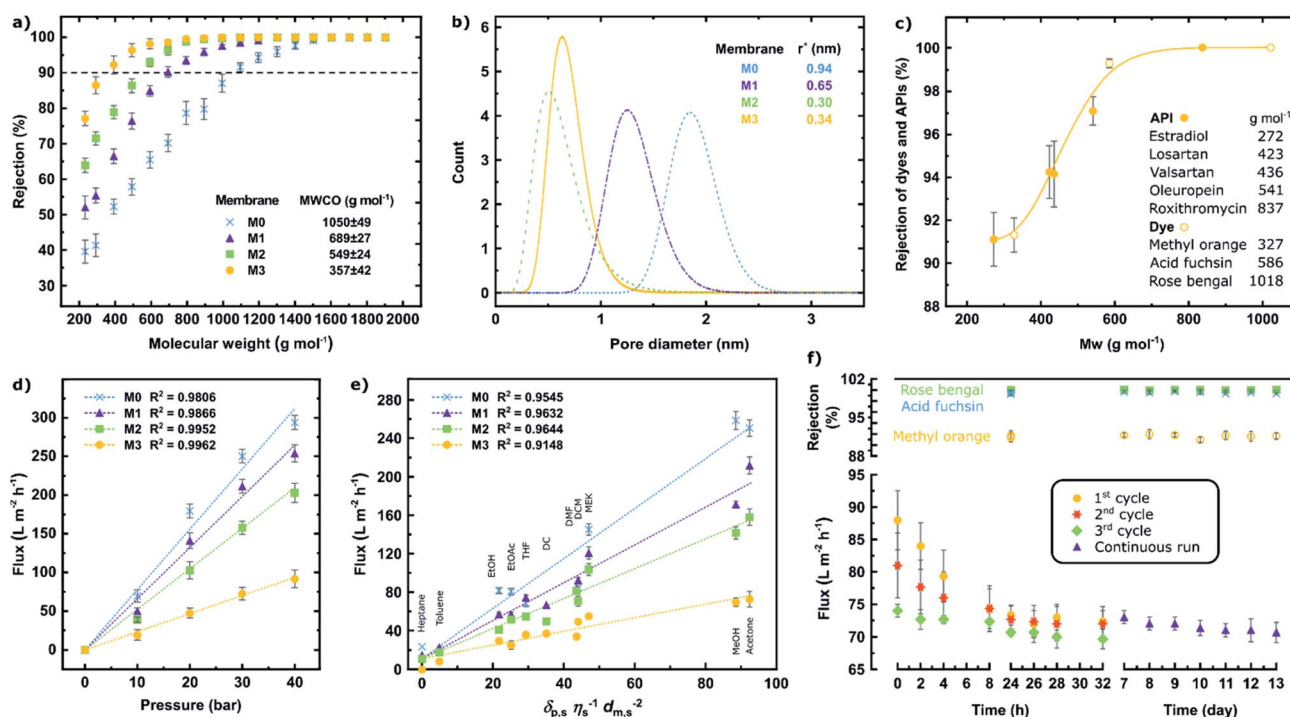 a)
100
90
80
70
60
50
40
30
Rejection (%)
Membrane MWCO (g mol⁻¹)
M0 1050±49
M1 689±27
M2 549±24
M3 357±42
200 400 600 800 1000 1200 1400 1600 1800 2000
Molecular weight (g mol⁻¹)
b)
6
5
4
3
2
1
0
Count
Membrane r* (nm)
M0 0.94
M1 0.65
M2 0.30
M3 0.34
0 1 2 3
Pore diameter (nm)
c)
100
98
96
94
92
90
88
Rejection of dyes and APIs (%)
API g mol⁻¹
Estradiol 272
Losartan 423
Valsartan 436
Oleuropein 541
Roxithromycin 837
Dye
Methyl orange 327
Acid fuchsin 586
Rose bengal 1018
200 400 600 800 1000
Mw (g mol⁻¹)
d)
M0 R² = 0.9806
M1 R² = 0.9866
M2 R² = 0.9952
M3 R² = 0.9962
300
250
200
150
100
50
0
Flux (L m⁻² h⁻¹)
0 10 20 30 40
Pressure (bar)
e)
M0 R² = 0.9545
M1 R² = 0.9632
M2 R² = 0.9644
M3 R² = 0.9148
280
240
200
160
120
80
40
0
Flux (L m⁻² h⁻¹)
Heptane
Toluene
EtOH
EtOAc
THF
DC
DMF
DCM
MEK
MeOH
Acetone
0 20 40 60 80 100
δp,s ηs⁻¹ dm,s⁻²
f)
102
95
88
Rejection (%)
Rose bengal
Acid fuchsin
Methyl orange
1st cycle
2nd cycle
3rd cycle
Continuous run
95
90
85
80
75
70
65
Flux (L m⁻² h⁻¹)
0 2 4 8 24 26 28 30 32 7 8 9 10 11 12 13
Time (h) Time (day)